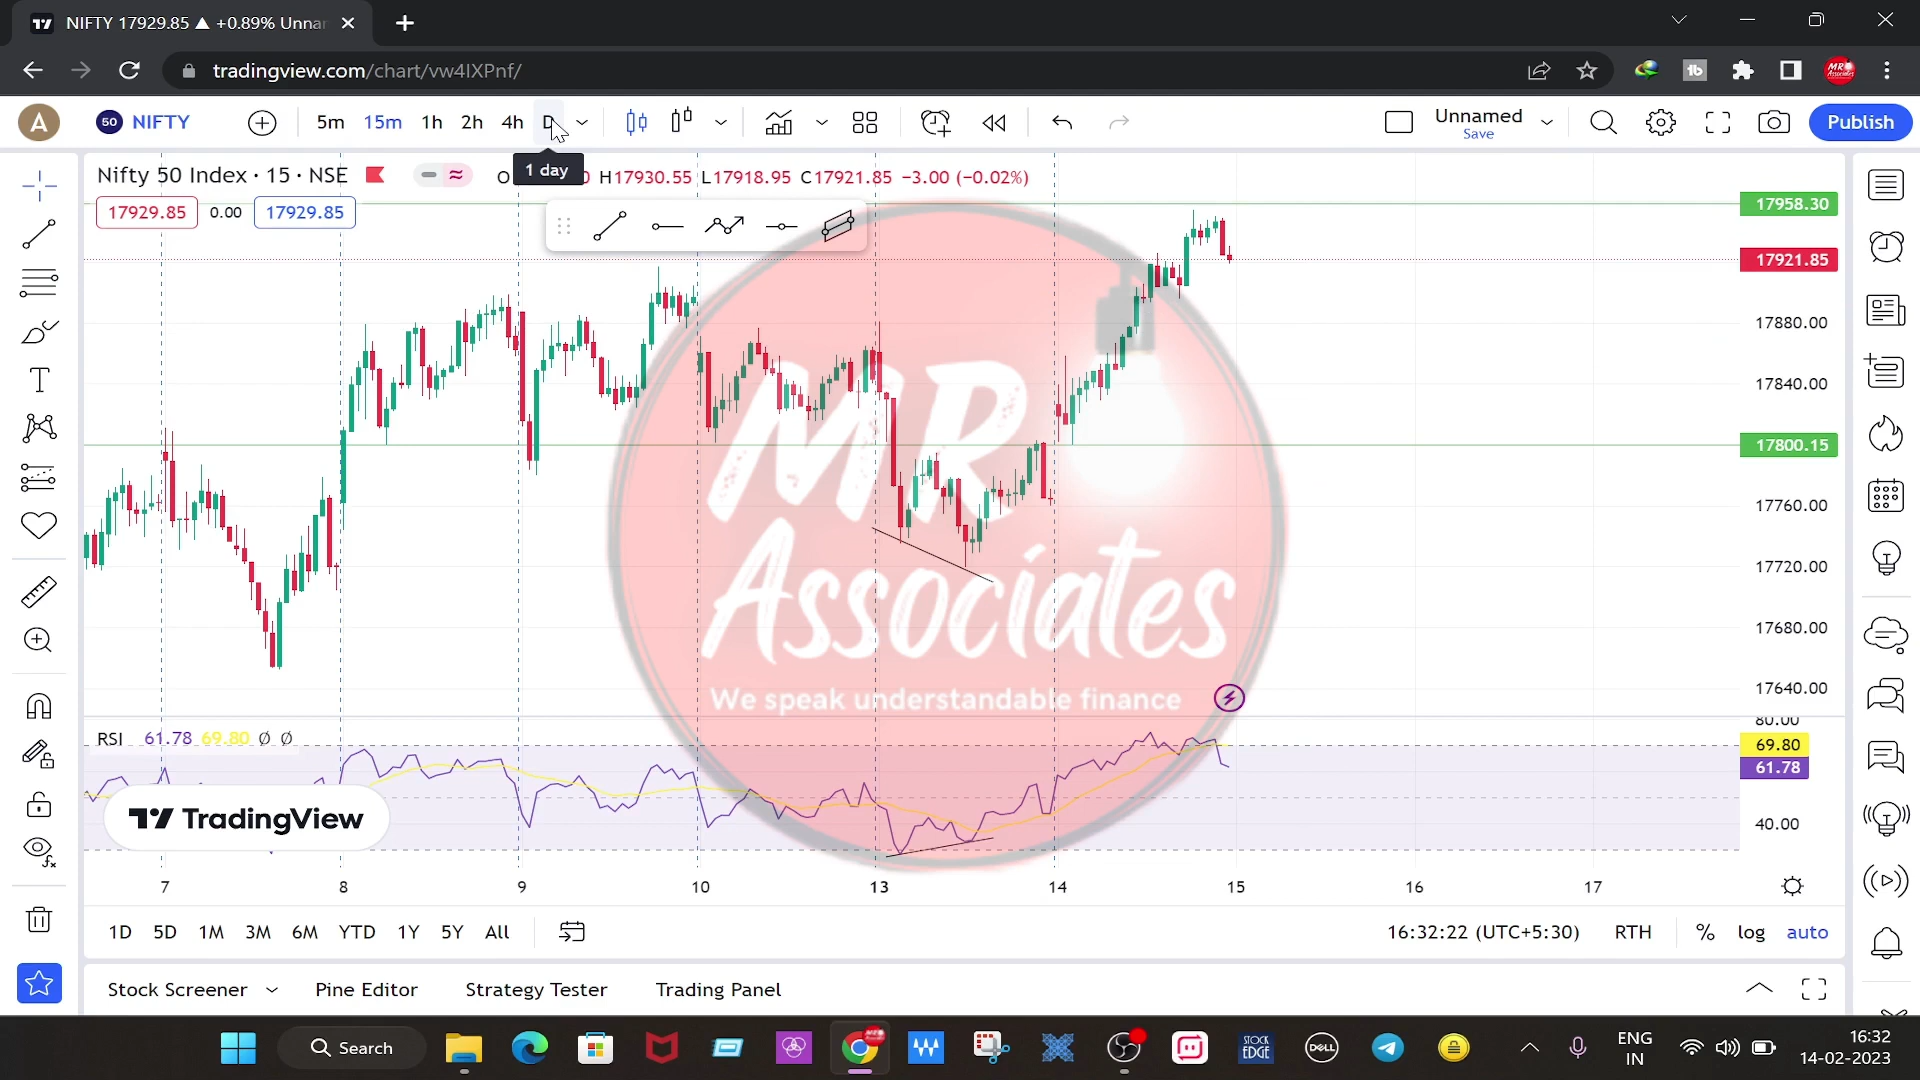 NIFTY 17929.85 ▲ +0.89% Unnar
tradingview.com/chart/vw4IXPnf/
A
50 NIFTY 5m 15m 1h 2h 4h D Unnamed Save Publish
1 day
Nifty 50 Index · 15 · NSE O 0 H17930.55 L17918.95 C17921.85 −3.00 (−0.02%)
17929.85 0.00 17929.85
17958.30
17921.85
17880.00
17840.00
17800.15
17760.00
17720.00
17680.00
17640.00
MR
Associates
We speak understandable finance
RSI 61.78 69.80 Ø Ø
80.00
69.80
61.78
40.00
TradingView
7 8 9 10 13 14 15 16 17
1D 5D 1M 3M 6M YTD 1Y 5Y All 16:32:22 (UTC+5:30) RTH % log auto
Stock Screener Pine Editor Strategy Tester Trading Panel
Search
STOCK EDGE
DELL
ENG
IN
16:32
14-02-2023